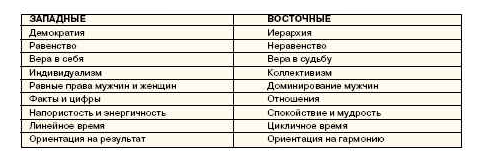 ЗАПАДНЫЕ ВОСТОЧНЫЕ
Демократия Иерархия
Равенство Неравенство
Вера в себя Вера в судьбу
Индивидуализм Коллективизм
Равные права мужчин и женщин Доминирование мужчин
Факты и цифры Отношения
Напористость и энергичность Спокойствие и мудрость
Линейное время Цикличное время
Ориентация на результат Ориентация на гармонию